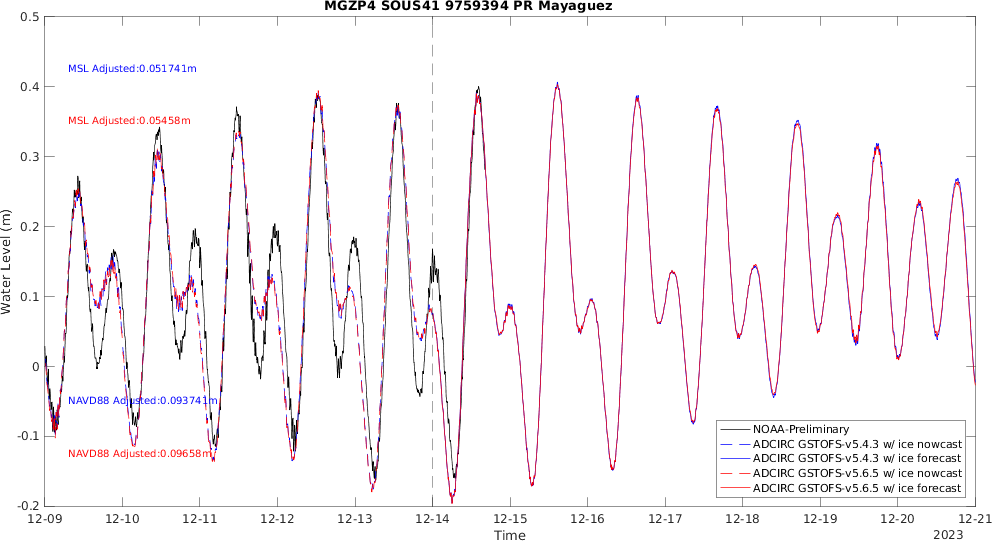 MGZP4 SOUS41 9759394 PR Mayaguez
0.5
0.4
0.3
0.2
0.1
0
-0.1
-0.2
Water Level (m)
MSL Adjusted:0.051741m
MSL Adjusted:0.05458m
NAVD88 Adjusted:0.093741m
NAVD88 Adjusted:0.09658m
NOAA-Preliminary
ADCIRC GSTOFS-v5.4.3 w/ ice nowcast
ADCIRC GSTOFS-v5.4.3 w/ ice forecast
ADCIRC GSTOFS-v5.6.5 w/ ice nowcast
ADCIRC GSTOFS-v5.6.5 w/ ice forecast
12-09 12-10 12-11 12-12 12-13 12-14 12-15 12-16 12-17 12-18 12-19 12-20 12-21
Time
2023